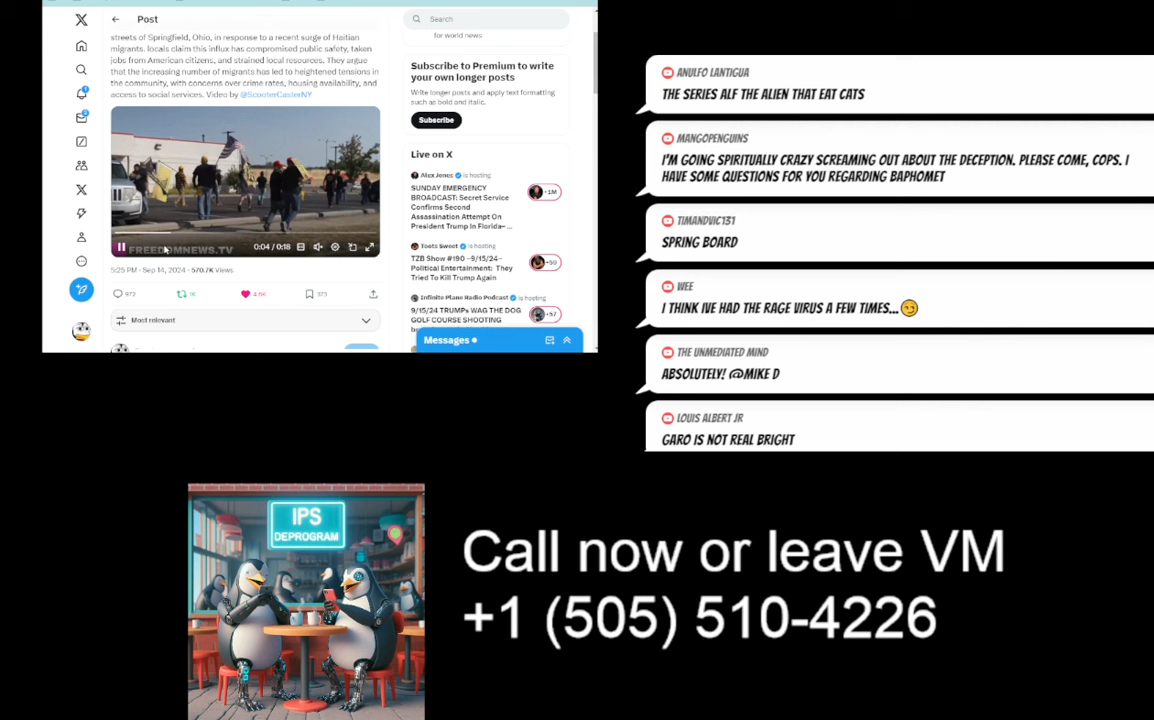 Post
streets of Springfield, Ohio, in response to a recent surge of Haitian
migrants. locals claim this influx has compromised public safety, taken
jobs from American citizens, and strained local resources. They argue
that the increasing number of migrants has led to heightened tensions in
the community, with concerns over crime rates, housing availability, and
access to social services. Video by @ScooterCasterNY
FREEDOMNEWS.TV
0:04 / 0:18
5:25 PM · Sep 14, 2024 · 570.7K Views
972
1K
4.6K
373
Most relevant
Search
for world news
Subscribe to Premium to write
your own longer posts
Write longer posts and apply text formatting
such as bold and italic.
Subscribe
Live on X
Alex Jones is hosting
SUNDAY EMERGENCY
BROADCAST: Secret Service
Confirms Second
Assassination Attempt On
President Trump In Florida-...
+1M
Toots Sweet is hosting
TZB Show #190 -9/15/24-
Political Entertainment: They
Tried To Kill Trump Again
+50
Infinite Plane Radio Podcast is hosting
9/15/24 TRUMPs WAG THE DOG
GOLF COURSE SHOOTING
+57
Messages
ANULFO LANTIGUA
THE SERIES ALF THE ALIEN THAT EAT CATS
MANGOPENGUINS
I'M GOING SPIRITUALLY CRAZY SCREAMING OUT ABOUT THE DECEPTION. PLEASE COME, COPS. I
HAVE SOME QUESTIONS FOR YOU REGARDING BAPHOMET
TIMANDVIC131
SPRING BOARD
WEE
I THINK IVE HAD THE RAGE VIRUS A FEW TIMES...😏
THE UNMEDIATED MIND
ABSOLUTELY! @MIKE D
LOUIS ALBERT JR
GARO IS NOT REAL BRIGHT
IPS
DEPROGRAM
Call now or leave VM
+1 (505) 510-4226